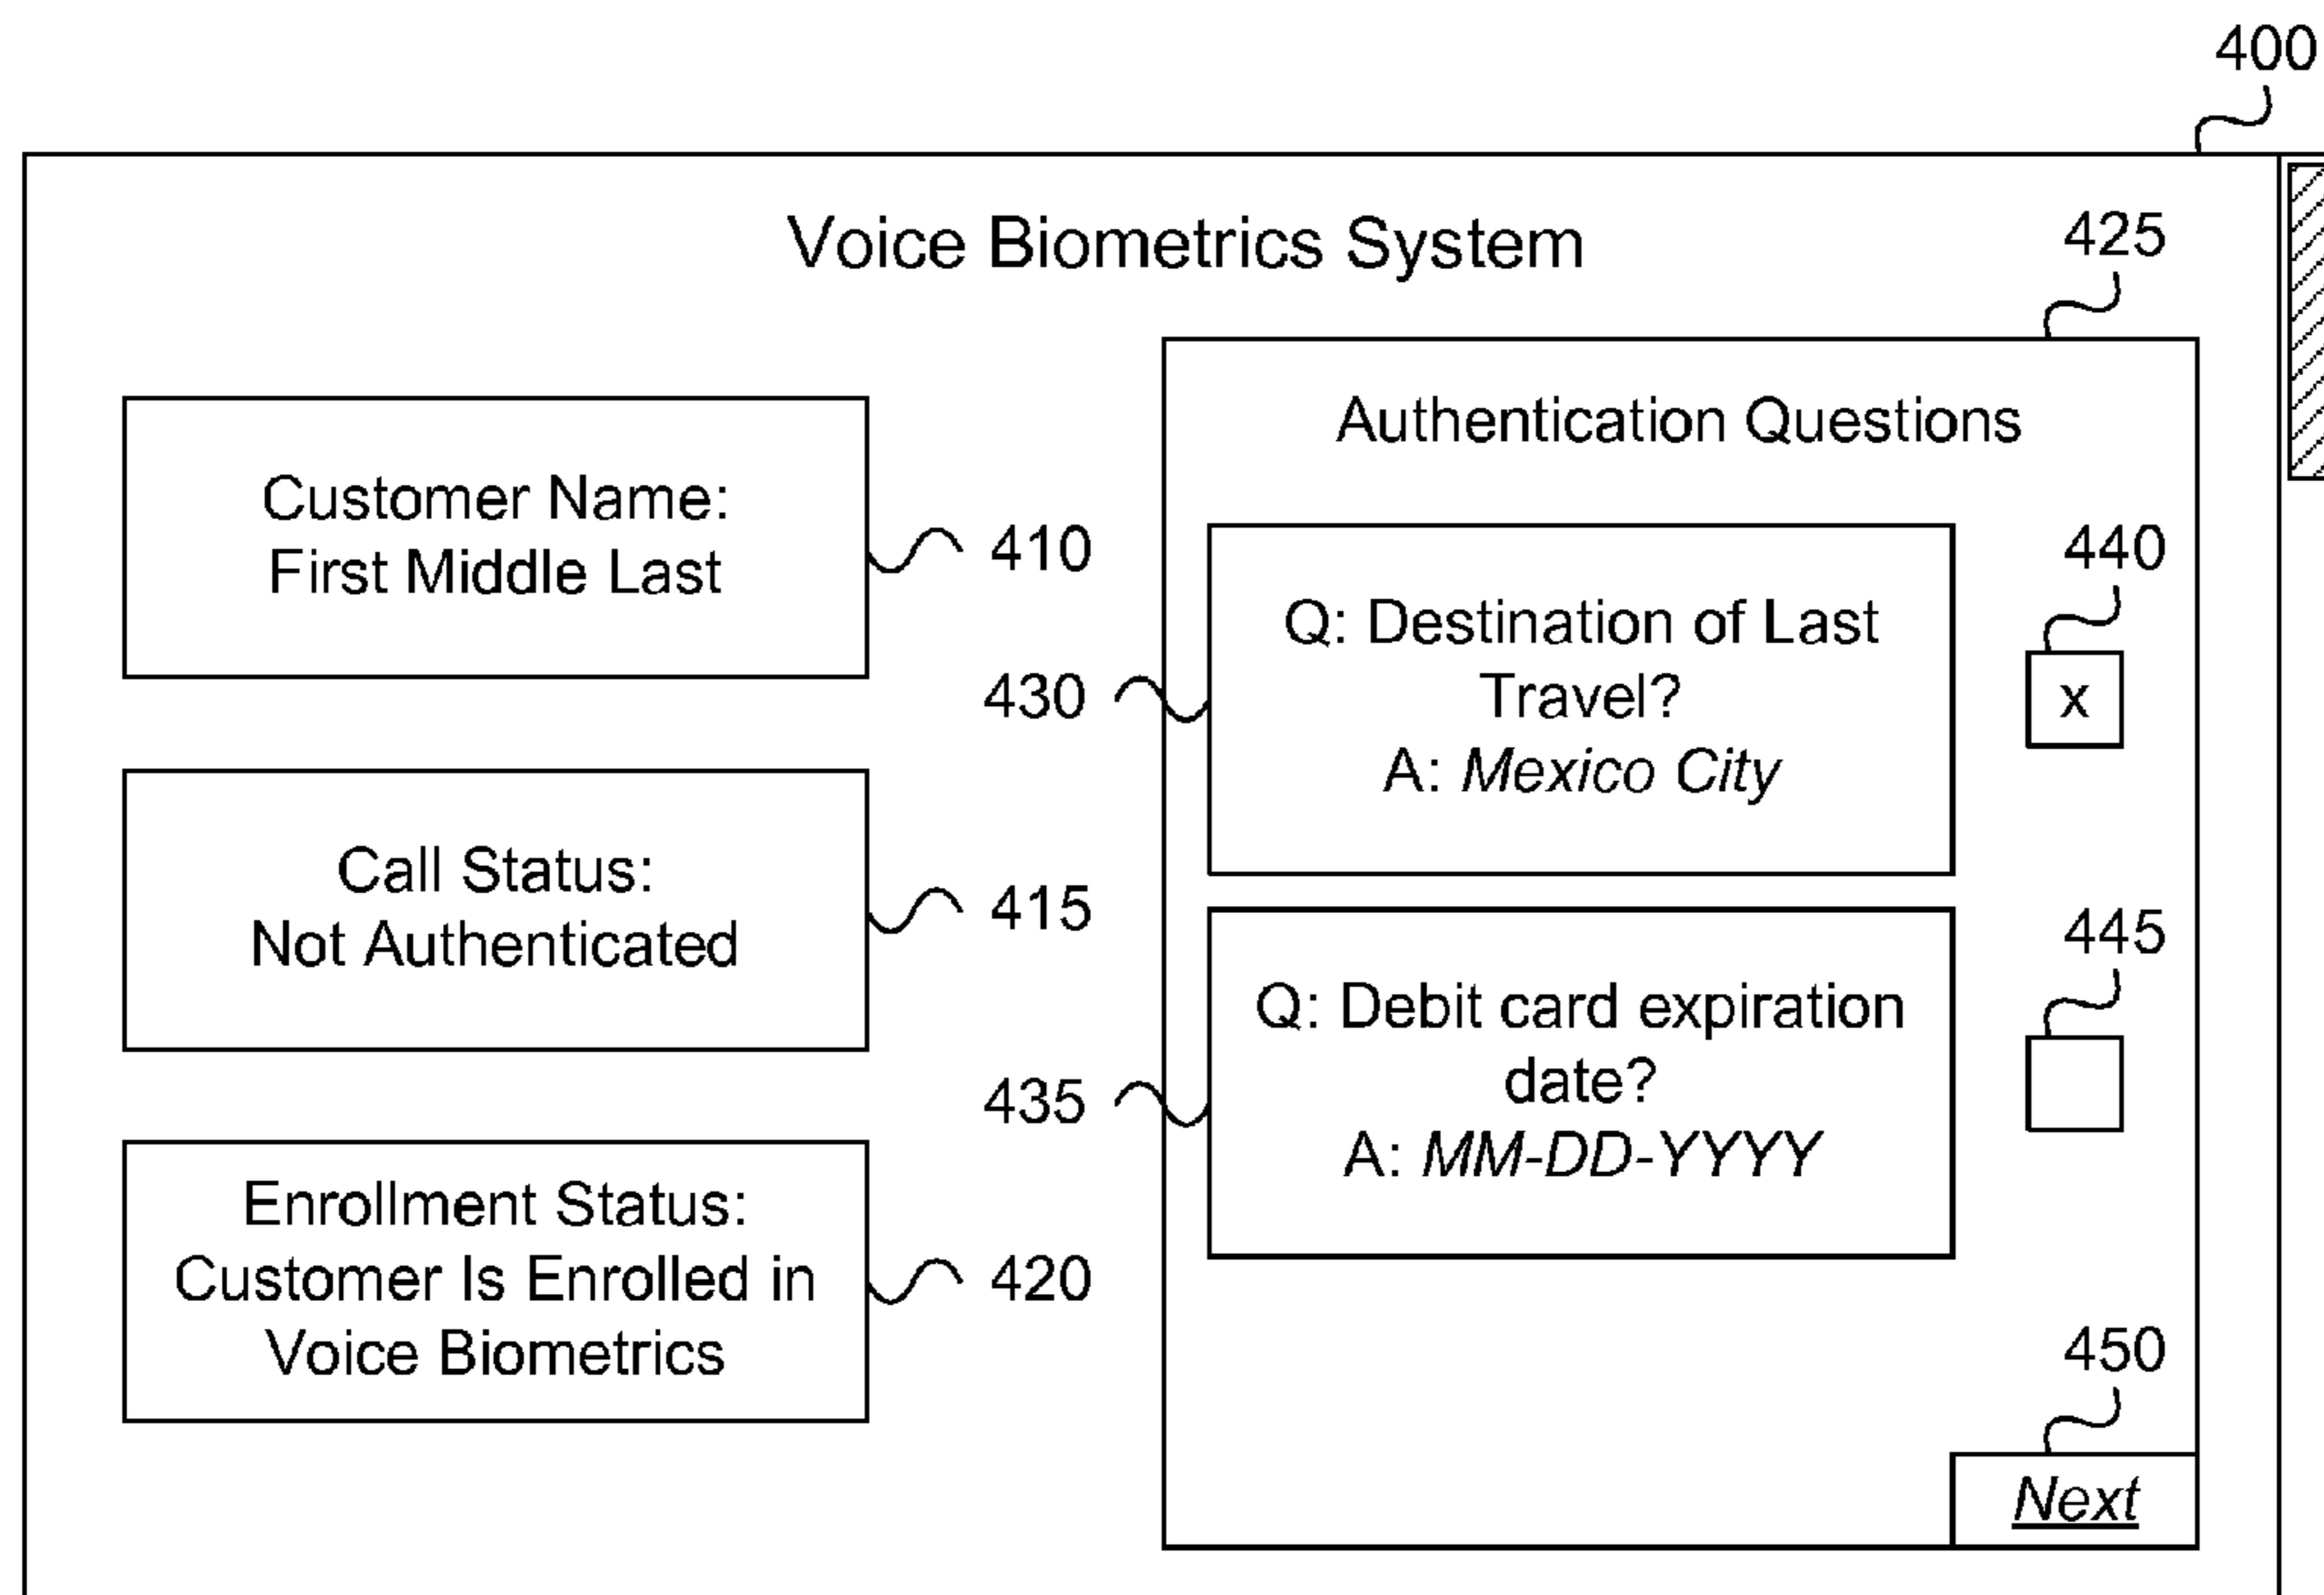 400
Voice Biometrics System
425
Customer Name:
First Middle Last
410
Call Status:
Not Authenticated
415
Enrollment Status:
Customer Is Enrolled in
Voice Biometrics
420
Authentication Questions
430
Q: Destination of Last
Travel?
A: Mexico City
440
x
435
Q: Debit card expiration
date?
A: MM-DD-YYYY
445
450
Next